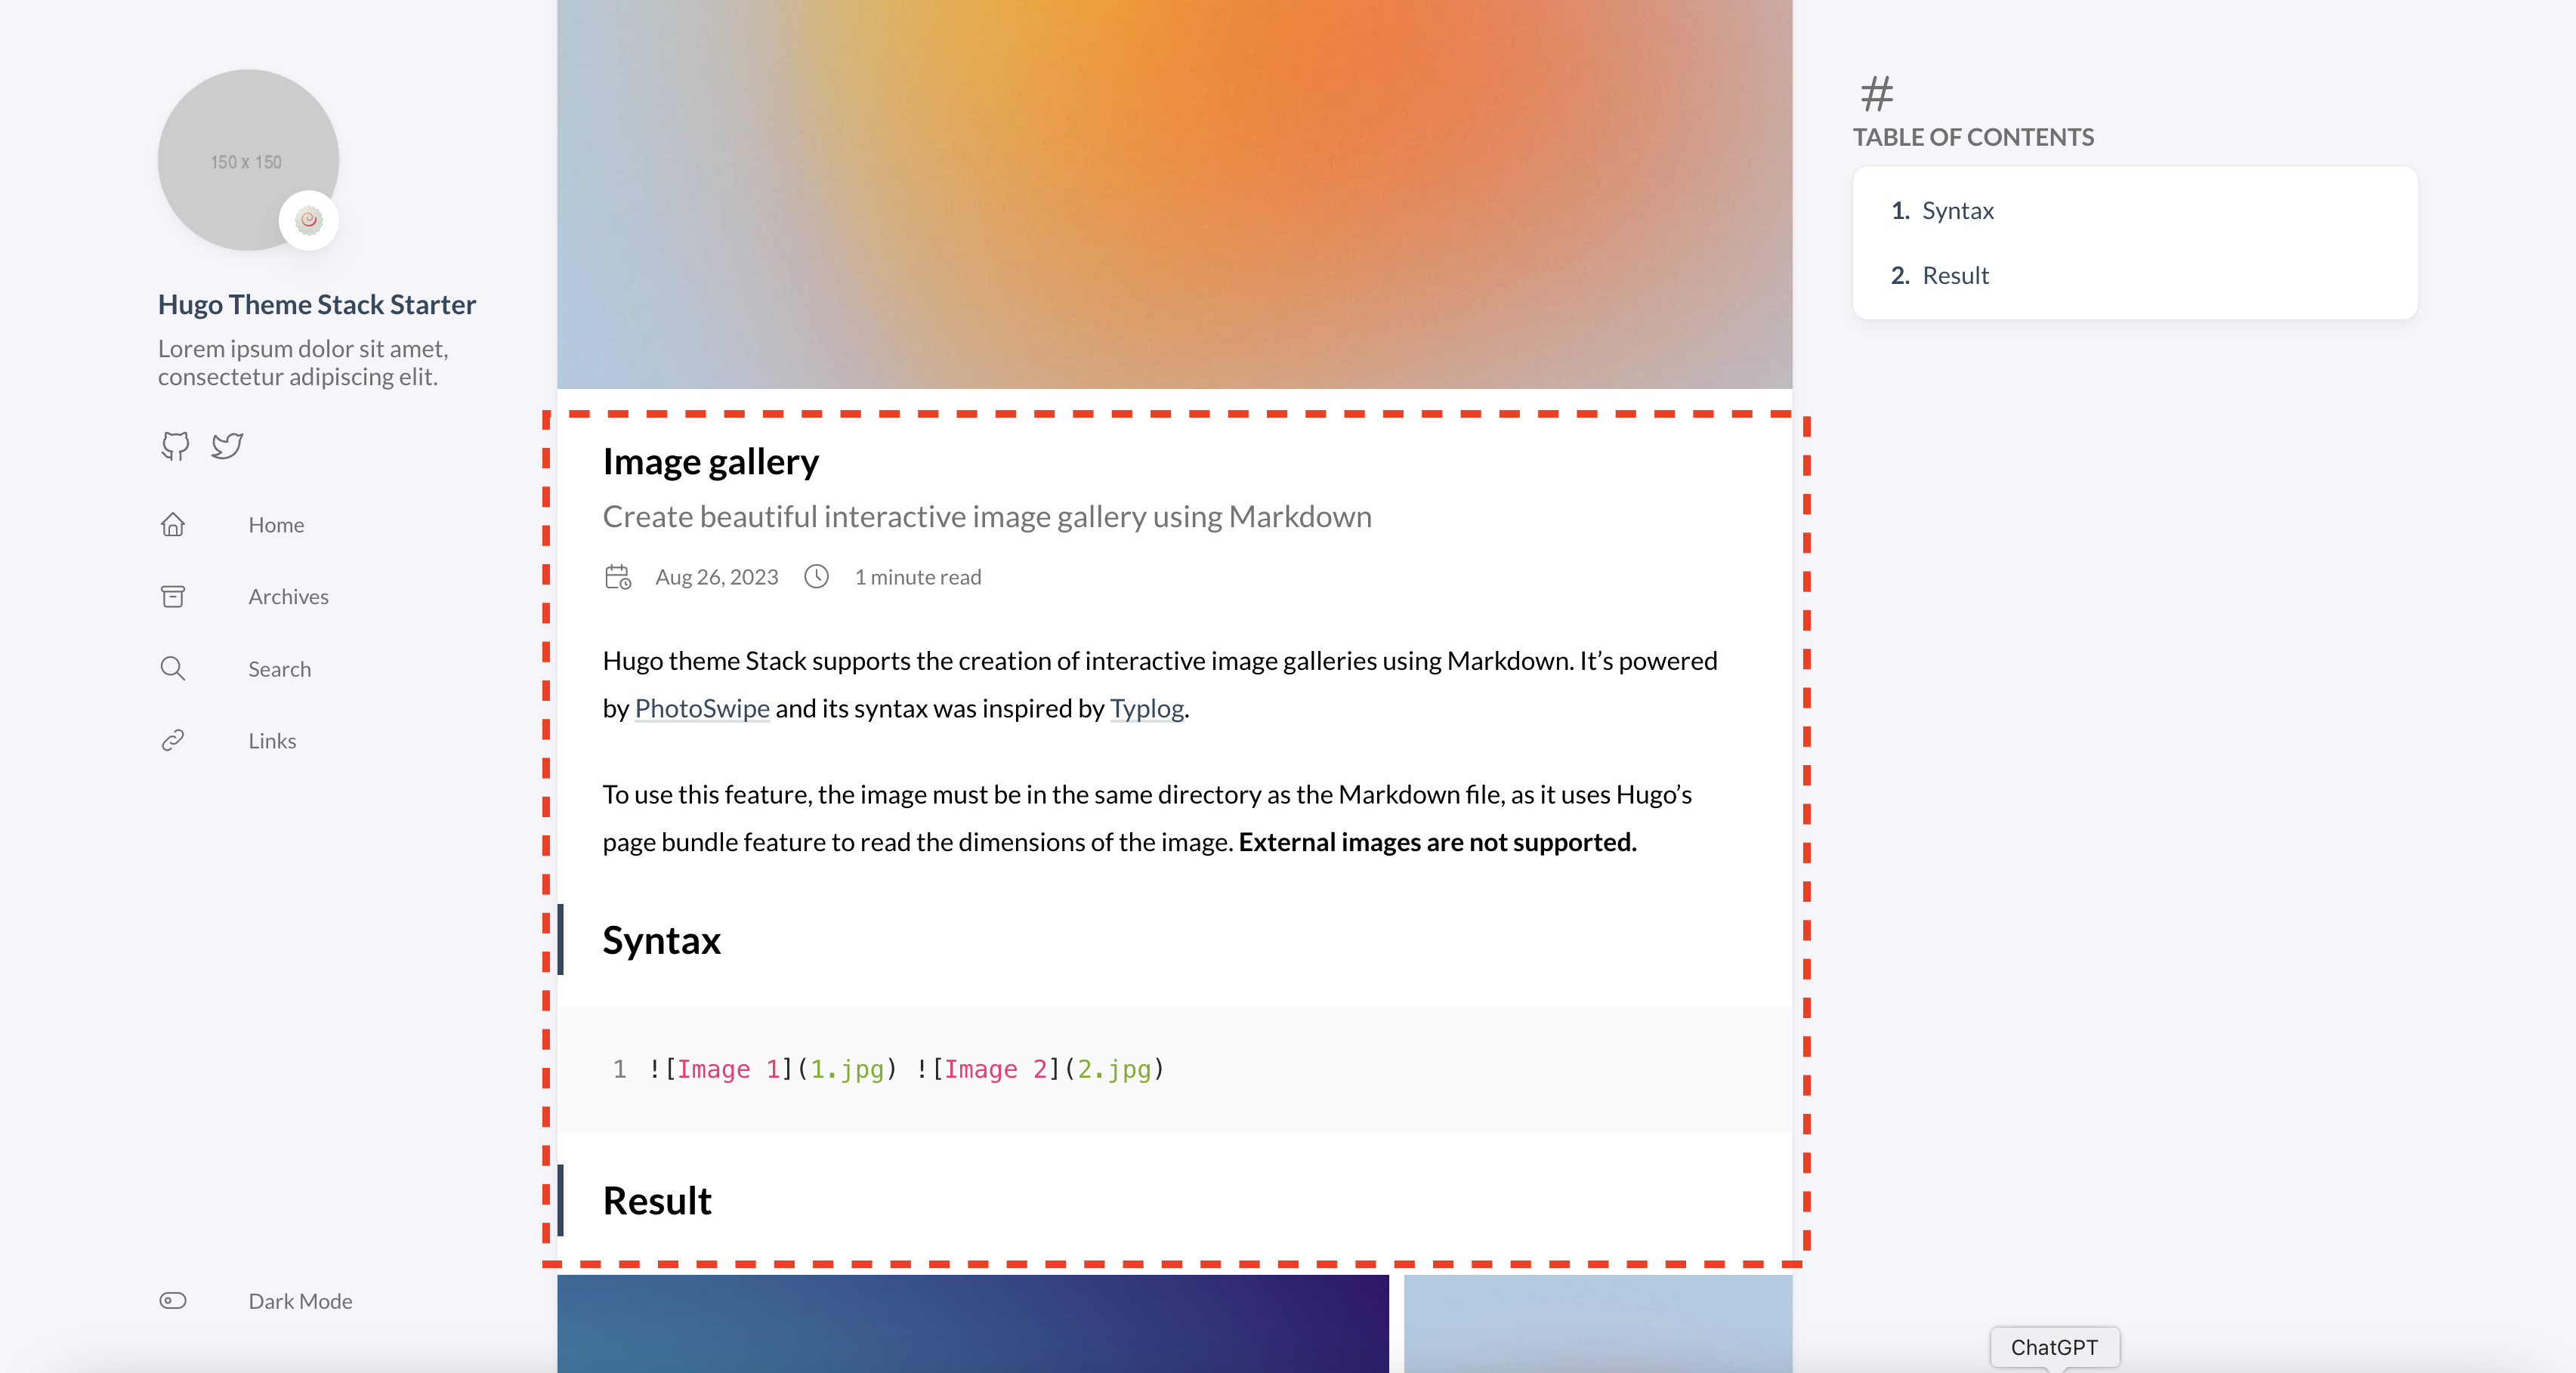 150 x 150
Hugo Theme Stack Starter
Lorem ipsum dolor sit amet,
consectetur adipiscing elit.
Home
Archives
Search
Links
Dark Mode
Image gallery
Create beautiful interactive image gallery using Markdown
Aug 26, 2023 1 minute read
Hugo theme Stack supports the creation of interactive image galleries using Markdown. It’s powered
by PhotoSwipe and its syntax was inspired by Typlog.
To use this feature, the image must be in the same directory as the Markdown file, as it uses Hugo’s
page bundle feature to read the dimensions of the image. External images are not supported.
Syntax
1 ![Image 1](1.jpg) ![Image 2](2.jpg)
Result
#
TABLE OF CONTENTS
1. Syntax
2. Result
ChatGPT